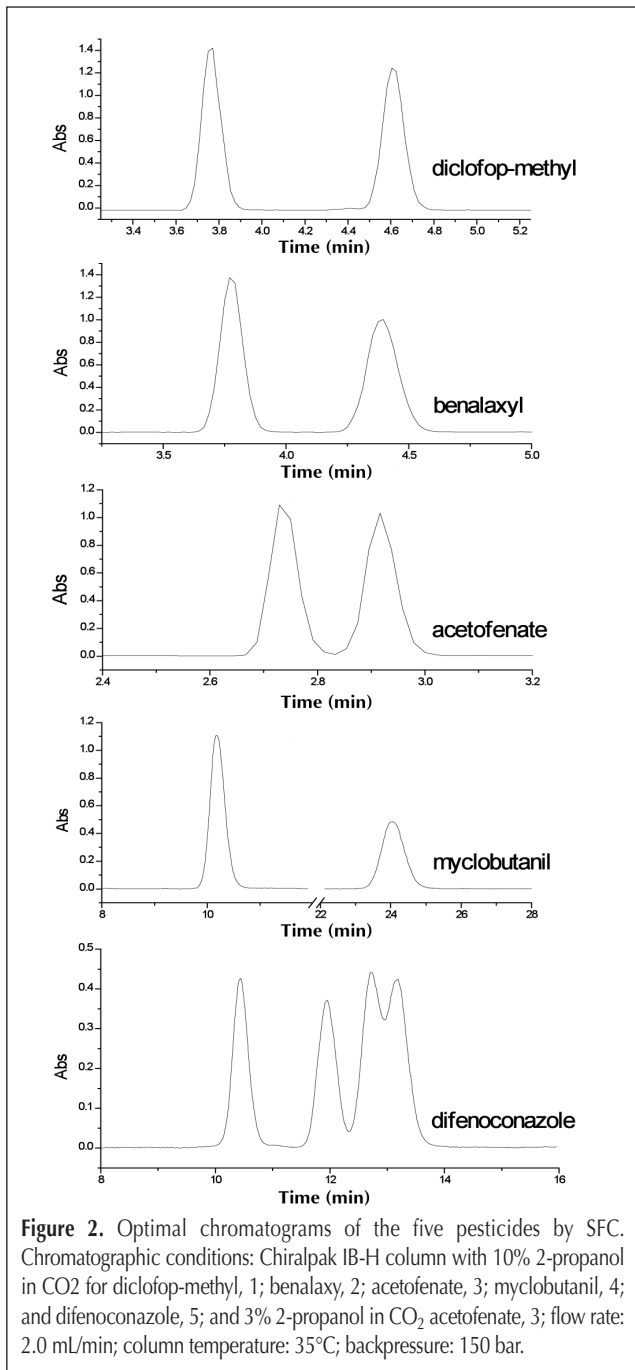 1.4
1.2
1.0
0.8
0.6
0.4
0.2
0.0
Abs
diclofop-methyl
3.4 3.6 3.8 4.0 4.2 4.4 4.6 4.8 5.0 5.2
Time (min)
1.4
1.2
1.0
0.8
0.6
0.4
0.2
0.0
Abs
benalaxyl
3.5 4.0 4.5 5.0
Time (min)
1.2
1.0
0.8
0.6
0.4
0.2
0.0
Abs
acetofenate
2.4 2.6 2.8 3.0 3.2
Time (min)
1.2
1.0
0.8
0.6
0.4
0.2
0.0
Abs
myclobutanil
8 10 22 24 26 28
Time (min)
0.5
0.4
0.3
0.2
0.1
0.0
Abs
difenoconazole
8 10 12 14 16
Time (min)
Figure 2. Optimal chromatograms of the five pesticides by SFC.
Chromatographic conditions: Chiralpak IB-H column with 10% 2-propanol
in CO2 for diclofop-methyl, 1; benalaxy, 2; acetofenate, 3; myclobutanil, 4;
and difenoconazole, 5; and 3% 2-propanol in CO₂ acetofenate, 3; flow rate:
2.0 mL/min; column temperature: 35°C; backpressure: 150 bar.